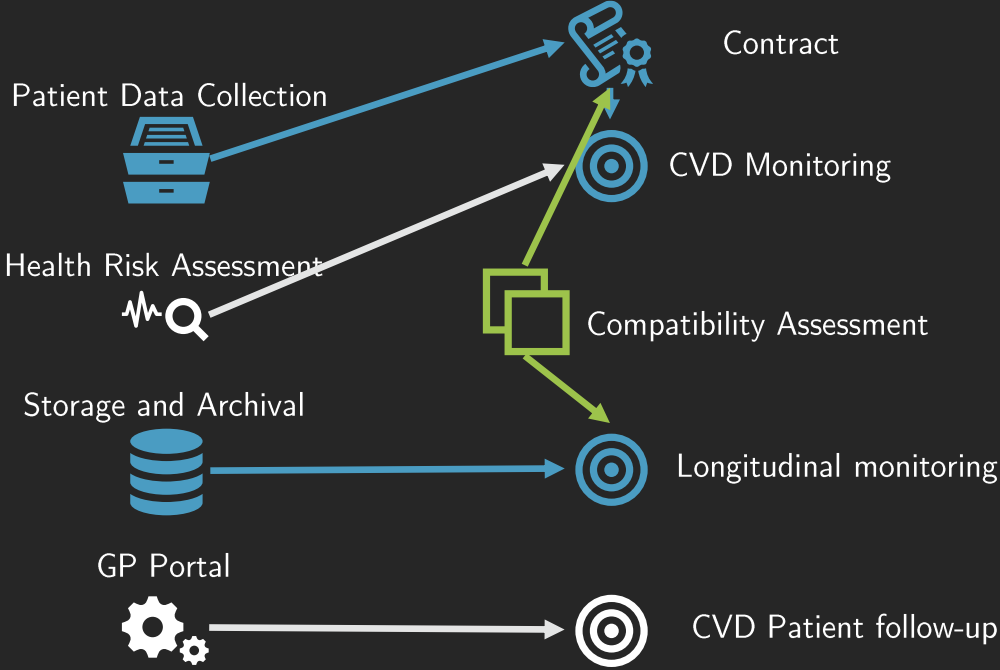 Contract
Patient Data Collection
CVD Monitoring
Health Risk Assessment
Compatibility Assessment
Storage and Archival
Longitudinal monitoring
GP Portal
CVD Patient follow-up